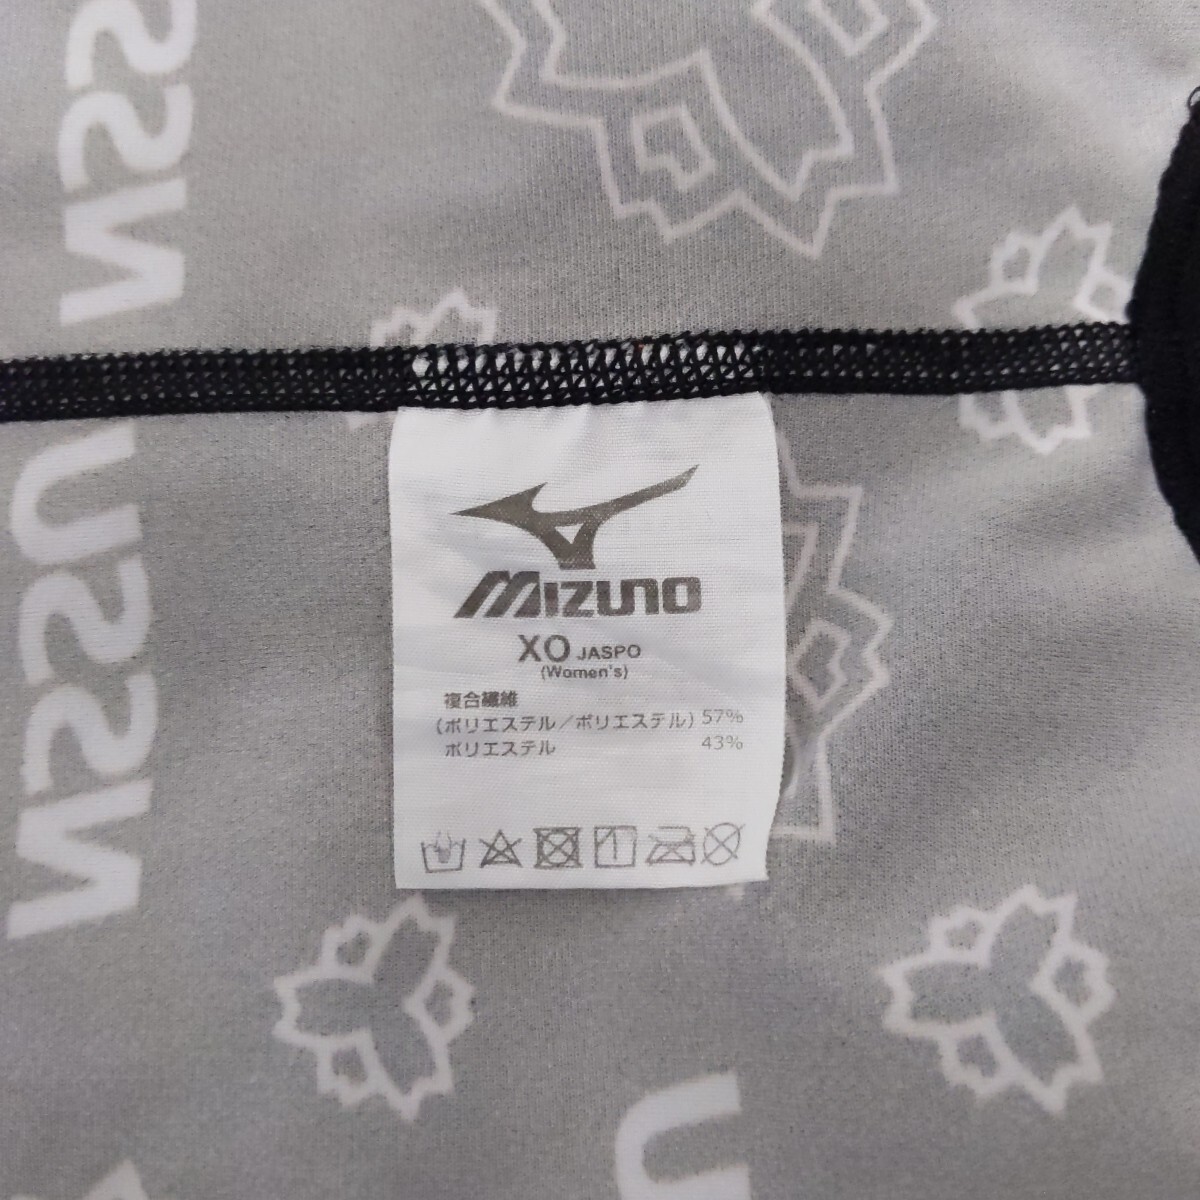 MIZUNO
XO JASPO
(Women's)
複合繊維
(ポリエステル/ポリエステル) 57%
ポリエステル 43%
1